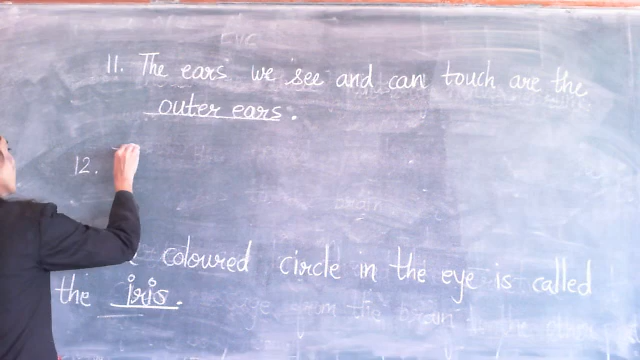 11. The ears we see and can touch are the
outer ears.
12.
coloured circle in the eye is called
the iris.